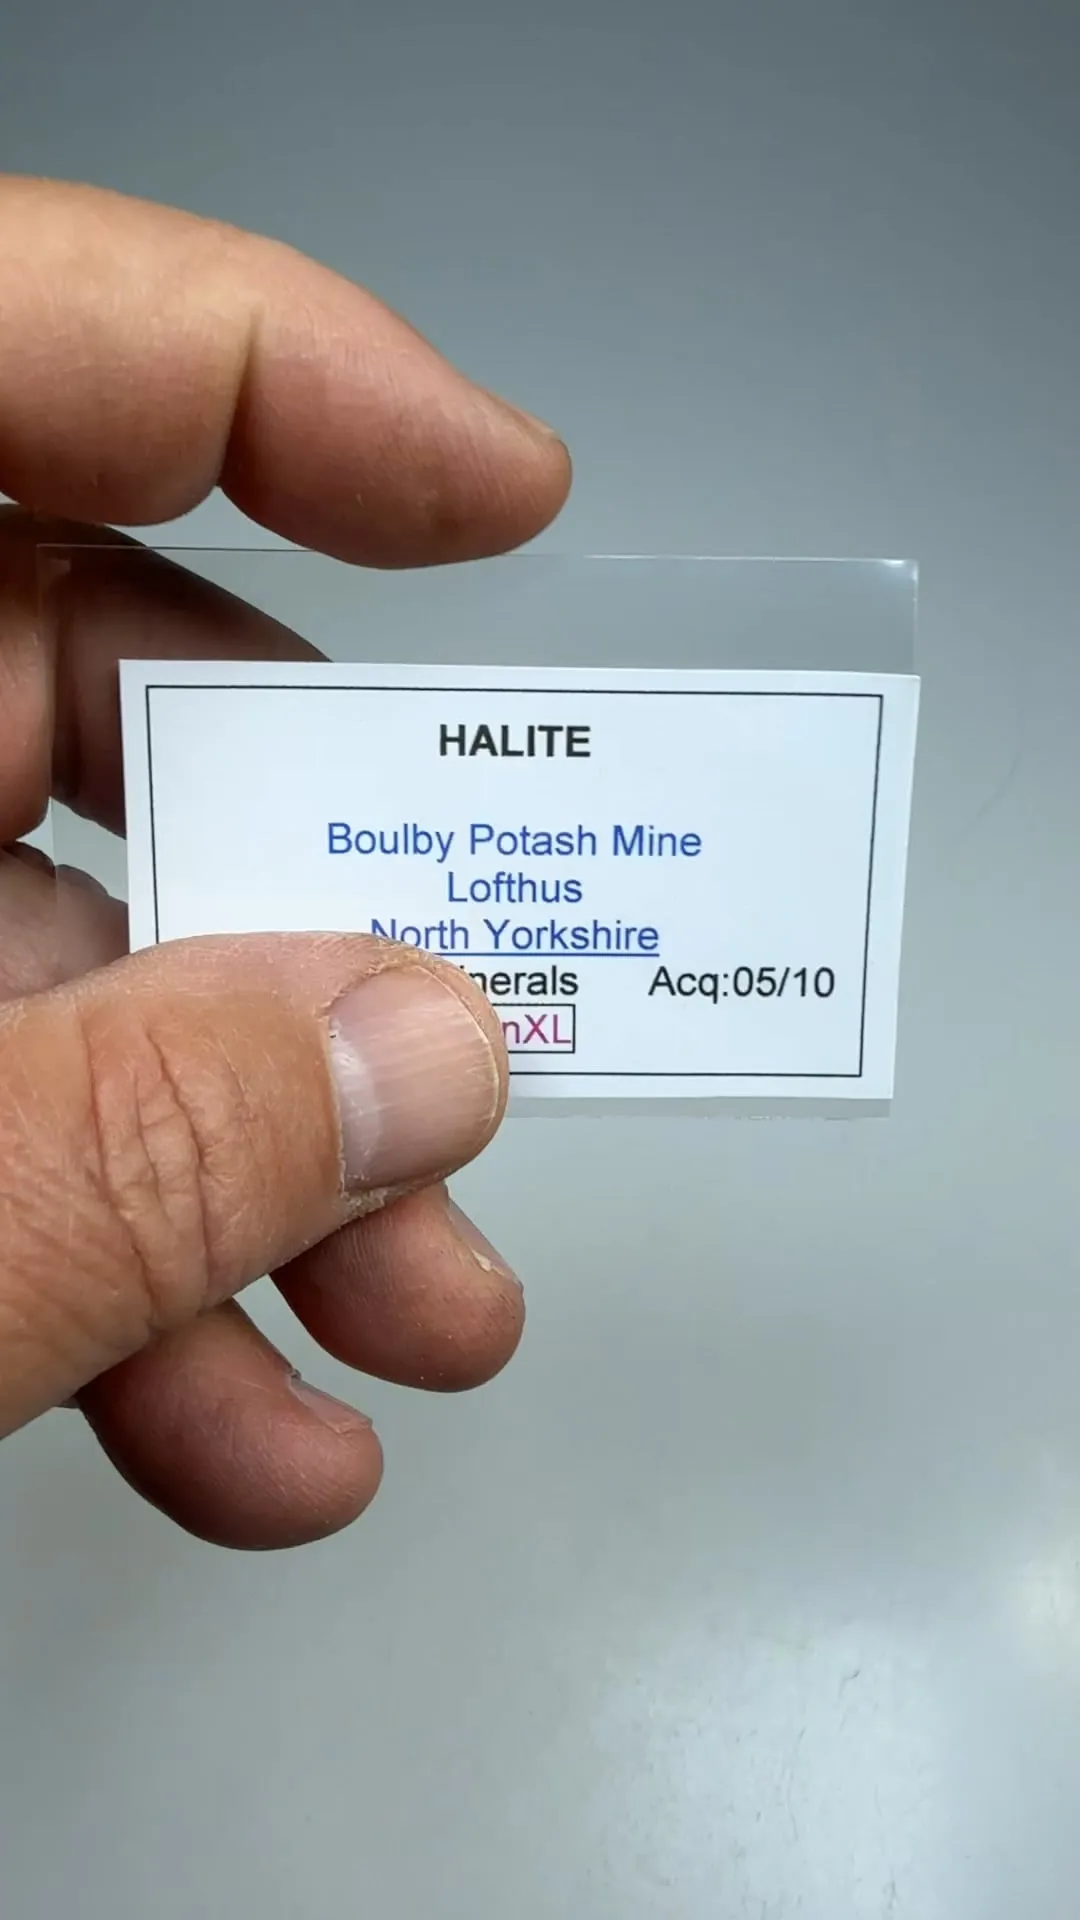 HALITE
Boulby Potash Mine
Lofthus
North Yorkshire
Acq:05/10